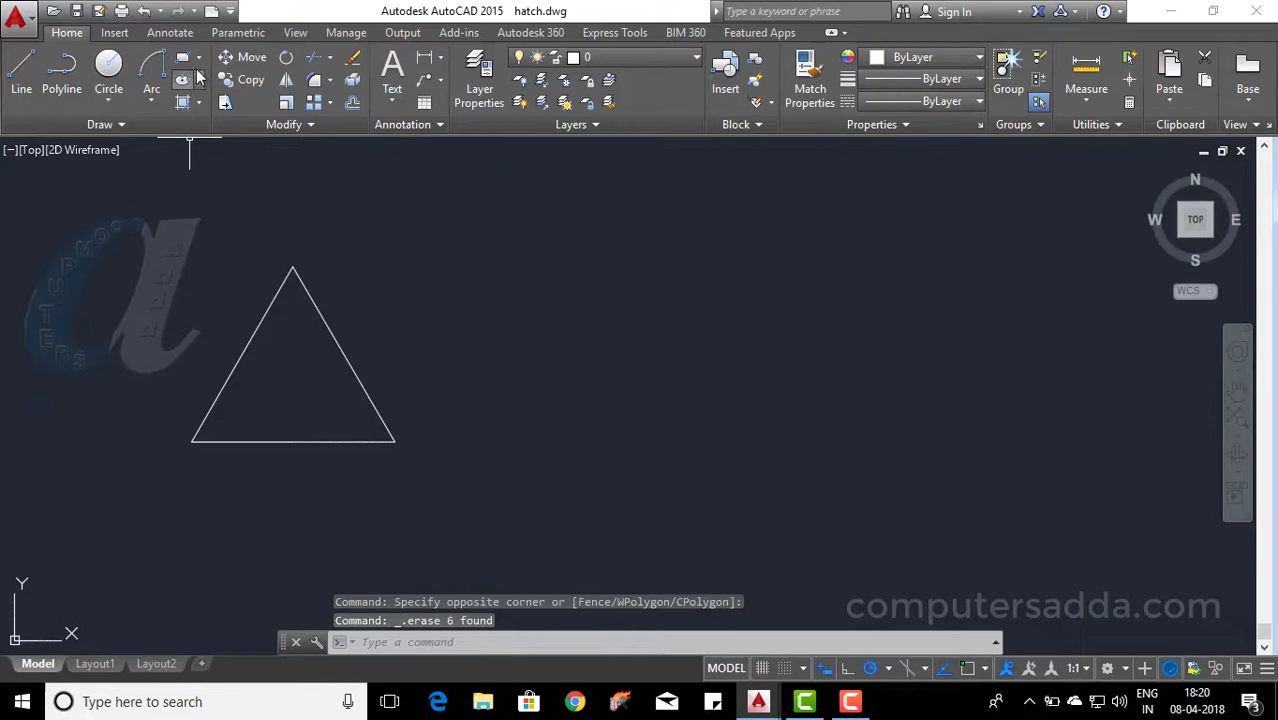 Autodesk AutoCAD 2015 hatch.dwg
Type a keyword or phrase
Sign In
Home Insert Annotate Parametric View Manage Output Add-ins Autodesk 360 Express Tools BIM 360 Featured Apps
Line Polyline Circle Arc
Move
Copy
Text
Layer
Properties
0
Insert
Match
Properties
ByLayer
ByLayer
ByLayer
Group
Measure
Paste
Base
Draw Modify Annotation Layers Block Properties Groups Utilities Clipboard View
[−][Top][2D Wireframe]
N
W TOP E
S
WCS
COMPUTERS
a
adda
Y
X
Command: Specify opposite corner or [Fence/WPolygon/CPolygon]:
Command: _.erase 6 found
Type a command
computersadda.com
Model Layout1 Layout2 +
MODEL
1:1
Type here to search
ENG
IN
18:20
08-04-2018
3